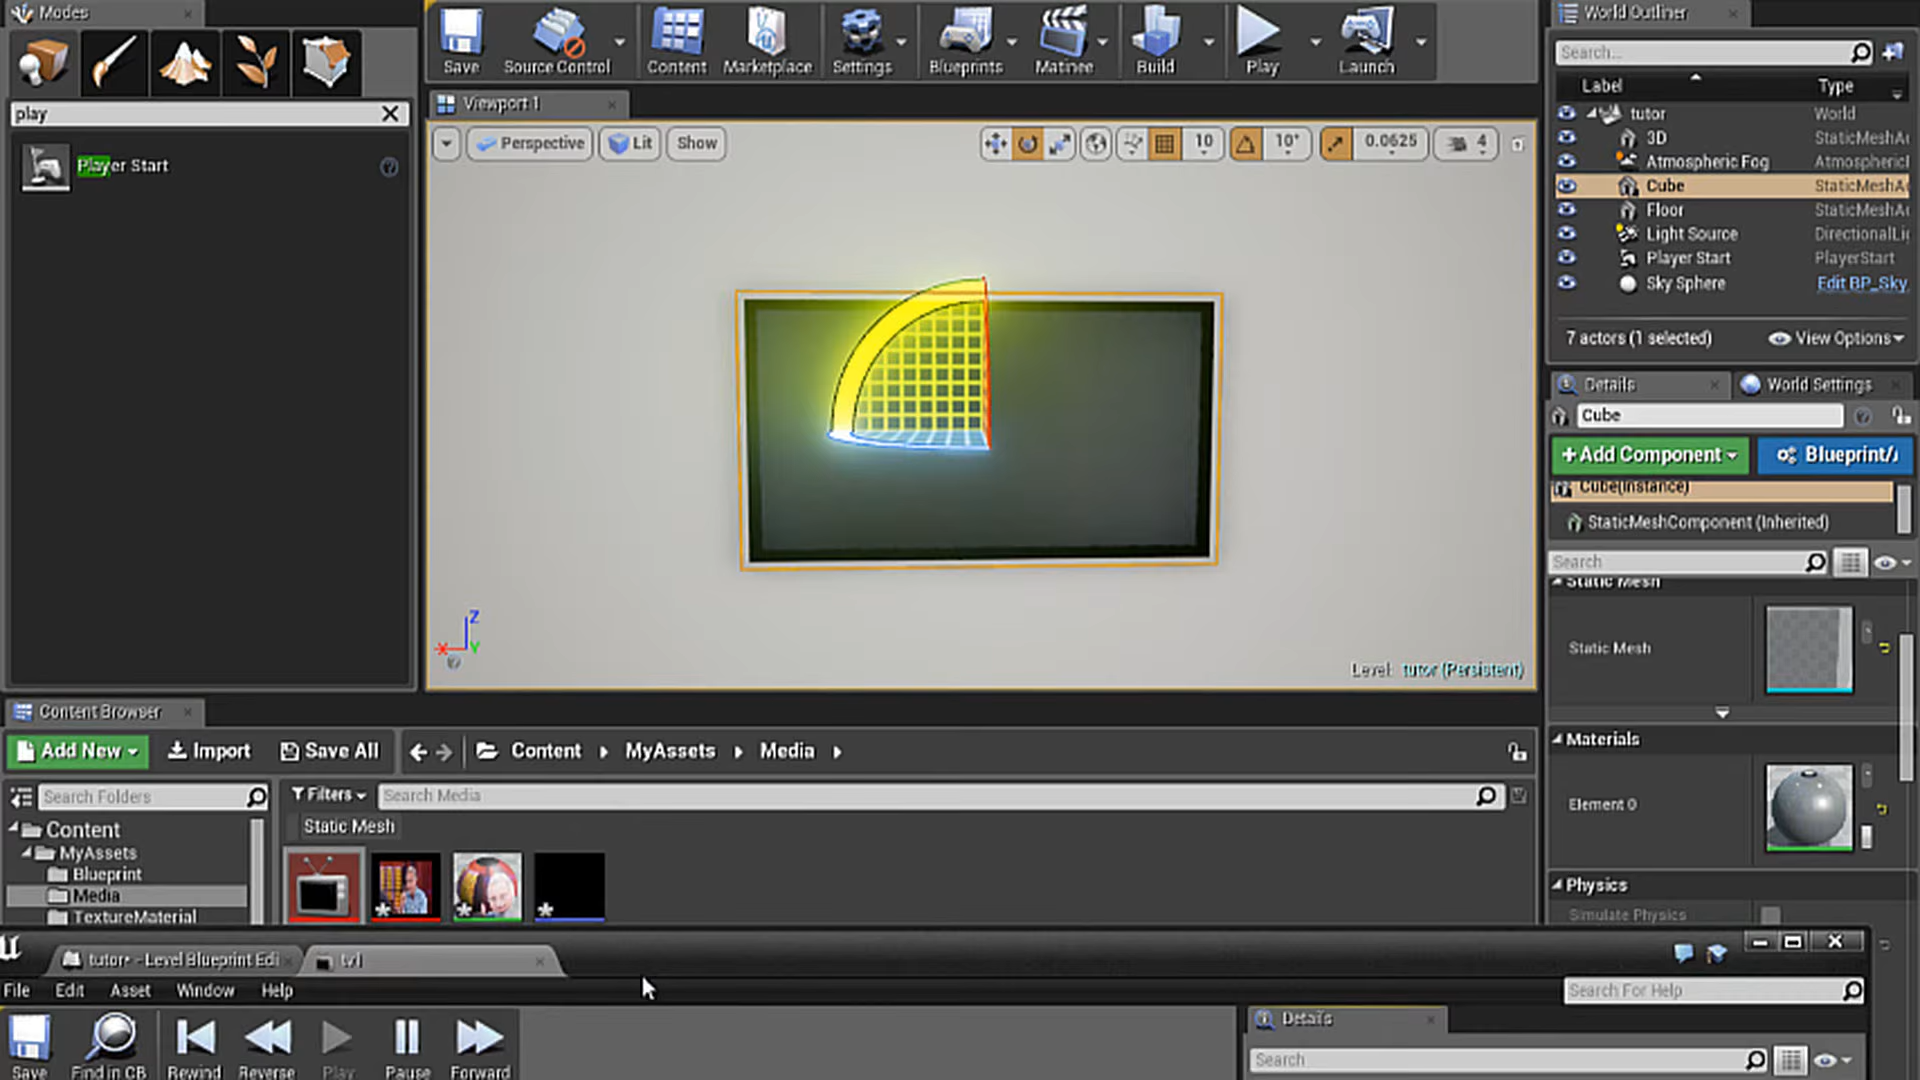 Modes
play
Player Start
Save
Source Control
Content
Marketplace
Settings
Blueprints
Matinee
Build
Play
Launch
Viewport 1
Perspective
Lit
Show
10
10°
0.0625
4
Level: tutor (Persistent)
World Outliner
Search...
Label
Type
tutor
World
3D
StaticMeshA
Atmospheric Fog
Atmospheric
Cube
StaticMeshA
Floor
StaticMeshA
Light Source
DirectionalLi
Player Start
PlayerStart
Sky Sphere
Edit BP_Sky
7 actors (1 selected)
View Options
Details
World Settings
Cube
+Add Component
Blueprint/
Cube(Instance)
StaticMeshComponent (Inherited)
Search
Static Mesh
Static Mesh
Materials
Element 0
Physics
Simulate Physics
Content Browser
Add New
Import
Save All
Content
MyAssets
Media
Search Folders
Filters
Search Media
Static Mesh
Content
MyAssets
Blueprint
Media
TextureMaterial
tutor* - Level Blueprint Edi
tv1
File
Edit
Asset
Window
Help
Search For Help
Save
Find in CB
Rewind
Reverse
Play
Pause
Forward
Details
Search